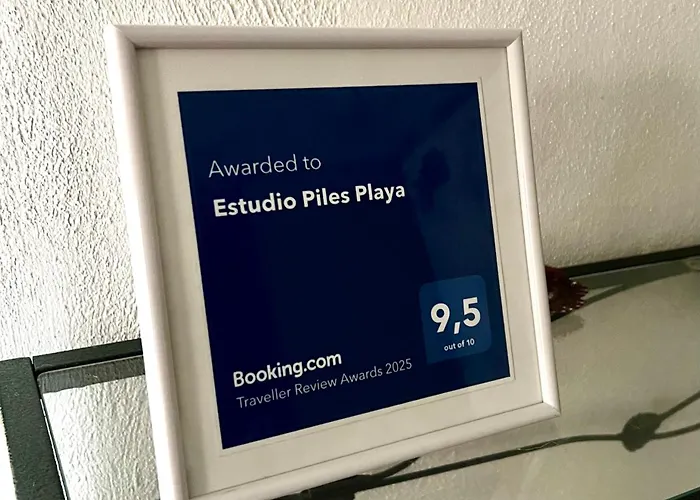 Awarded to
Estudio Piles Playa
9,5
out of 10
Booking.com
Traveller Review Awards 2025